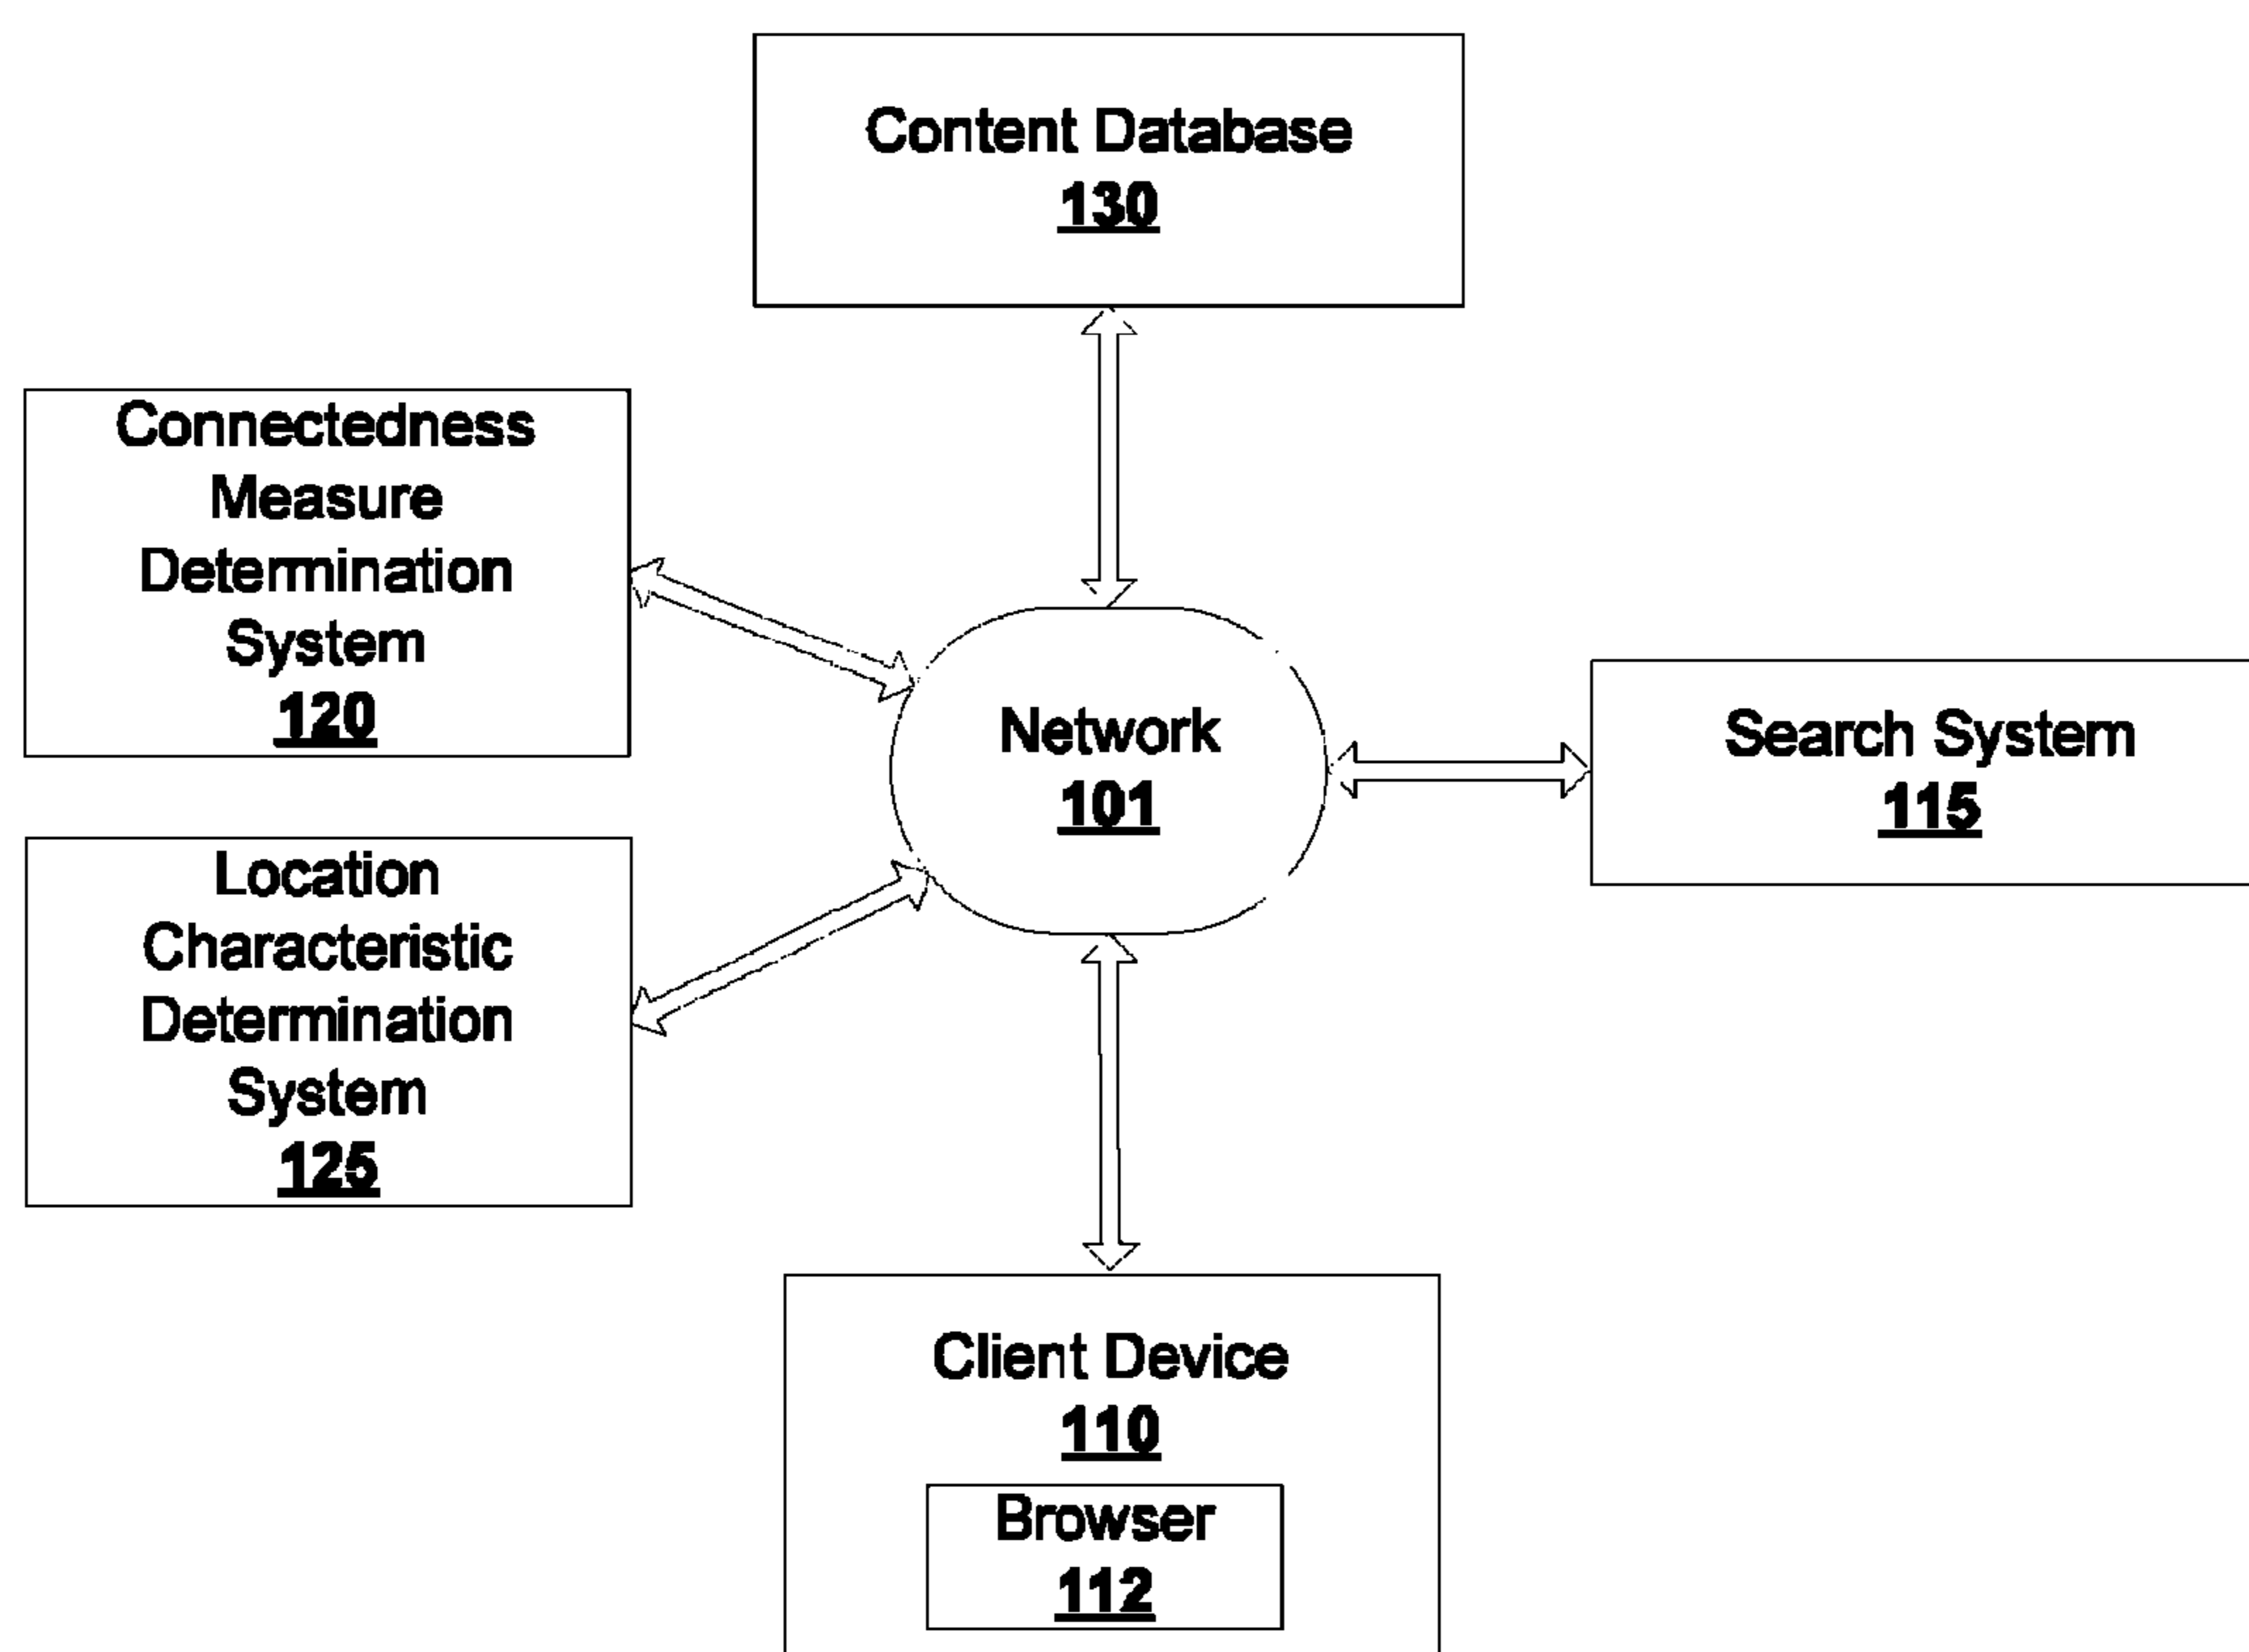 Content Database
130
Connectedness
Measure
Determination
System
120
Network
101
Search System
115
Location
Characteristic
Determination
System
125
Client Device
110
Browser
112